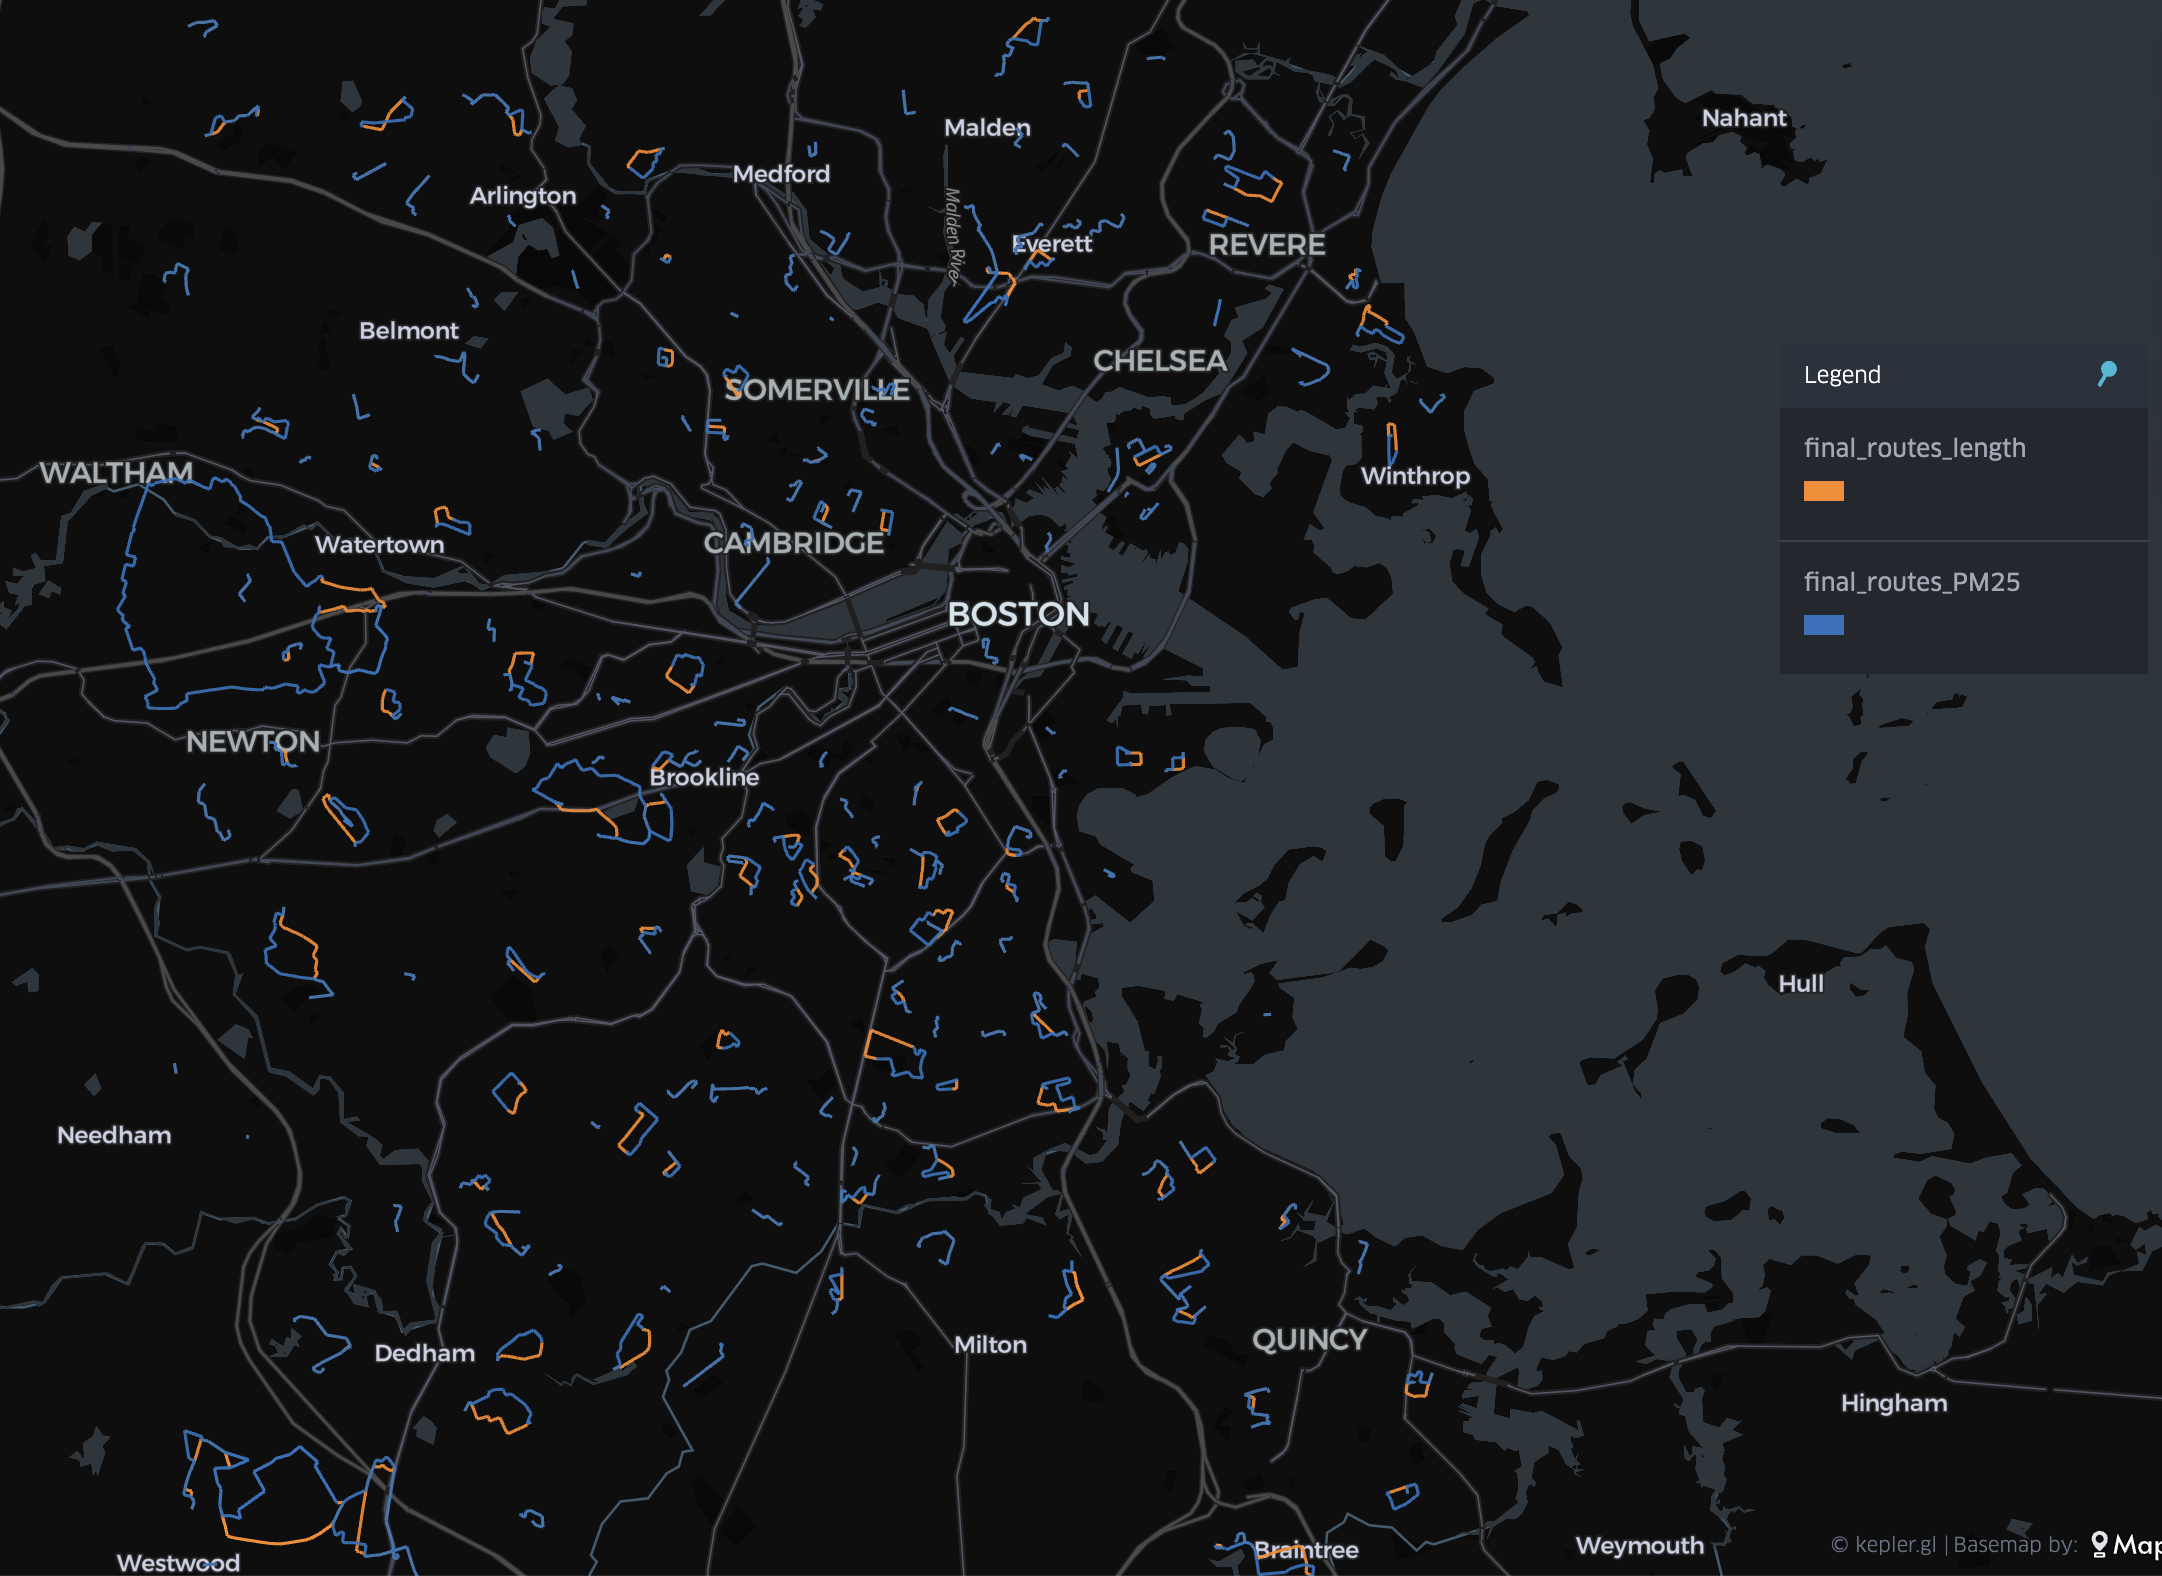 Nahant
Malden
Medford
Arlington
Malden River
Everett
REVERE
Belmont
CHELSEA
Legend
SOMERVILLE
final_routes_length
WALTHAM
Winthrop
Watertown
CAMBRIDGE
final_routes_PM25
BOSTON
NEWTON
Brookline
Hull
Needham
QUINCY
Milton
Dedham
Hingham
Braintree
Weymouth
© kepler.gl | Basemap by:
Map
Westwood